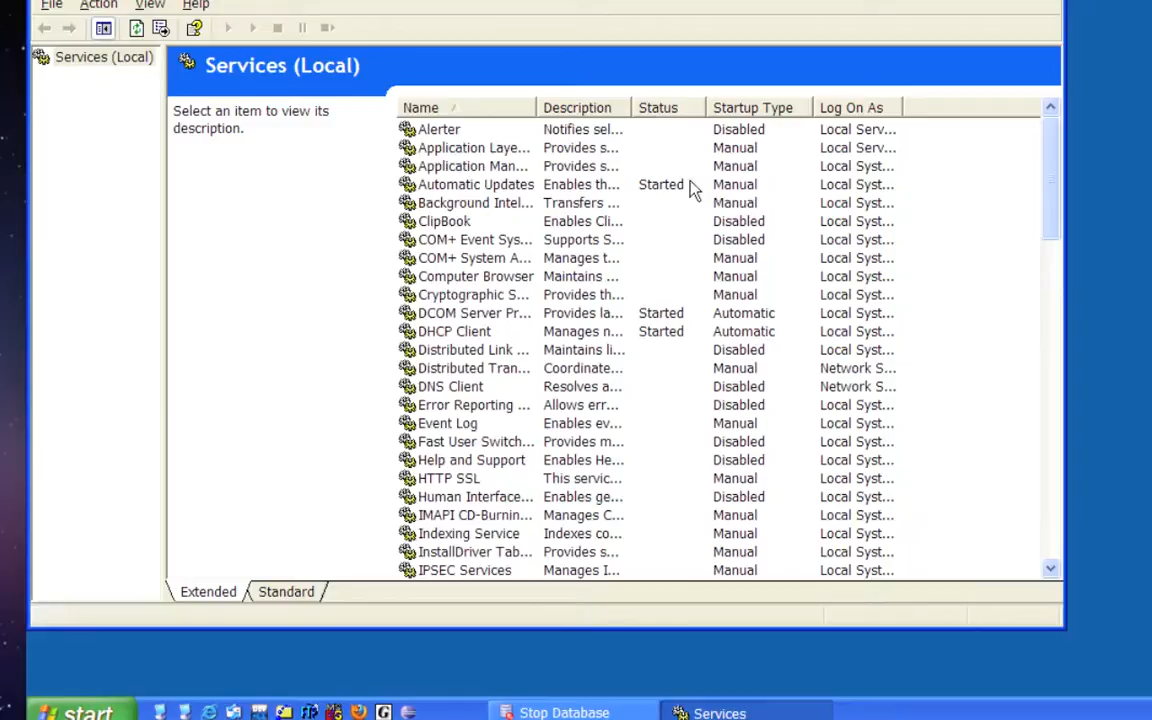 File Action View Help
Services (Local)
Services (Local)
Select an item to view its
description.
Name Description Status Startup Type Log On As
Alerter Notifies sel... Disabled Local Serv...
Application Laye... Provides s... Manual Local Serv...
Application Man... Provides s... Manual Local Syst...
Automatic Updates Enables th... Started Manual Local Syst...
Background Intel... Transfers ... Manual Local Syst...
ClipBook Enables Cli... Disabled Local Syst...
COM+ Event Sys... Supports S... Disabled Local Syst...
COM+ System A... Manages t... Manual Local Syst...
Computer Browser Maintains ... Manual Local Syst...
Cryptographic S... Provides th... Manual Local Syst...
DCOM Server Pr... Provides la... Started Automatic Local Syst...
DHCP Client Manages n... Started Automatic Local Syst...
Distributed Link ... Maintains li... Disabled Local Syst...
Distributed Tran... Coordinate... Manual Network S...
DNS Client Resolves a... Disabled Network S...
Error Reporting ... Allows err... Disabled Local Syst...
Event Log Enables ev... Manual Local Syst...
Fast User Switch... Provides m... Disabled Local Syst...
Help and Support Enables He... Disabled Local Syst...
HTTP SSL This servic... Manual Local Syst...
Human Interface... Enables ge... Disabled Local Syst...
IMAPI CD-Burnin... Manages C... Manual Local Syst...
Indexing Service Indexes co... Manual Local Syst...
InstallDriver Tab... Provides s... Manual Local Syst...
IPSEC Services Manages I... Manual Local Syst...
Extended Standard
start Stop Database Services